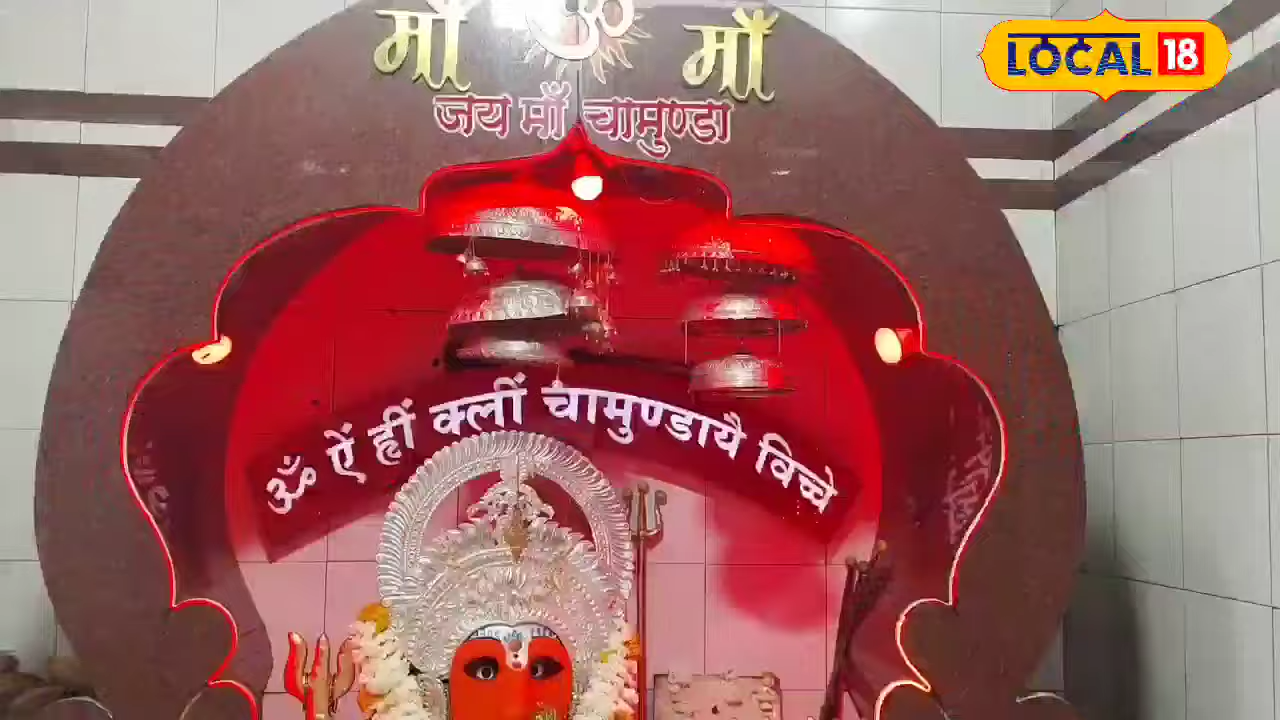 माँ ॐ माँ
LOCAL 18
जय माँ चामुण्डा
ॐ ऐं ह्रीं क्लीं चामुण्डायै विच्चे